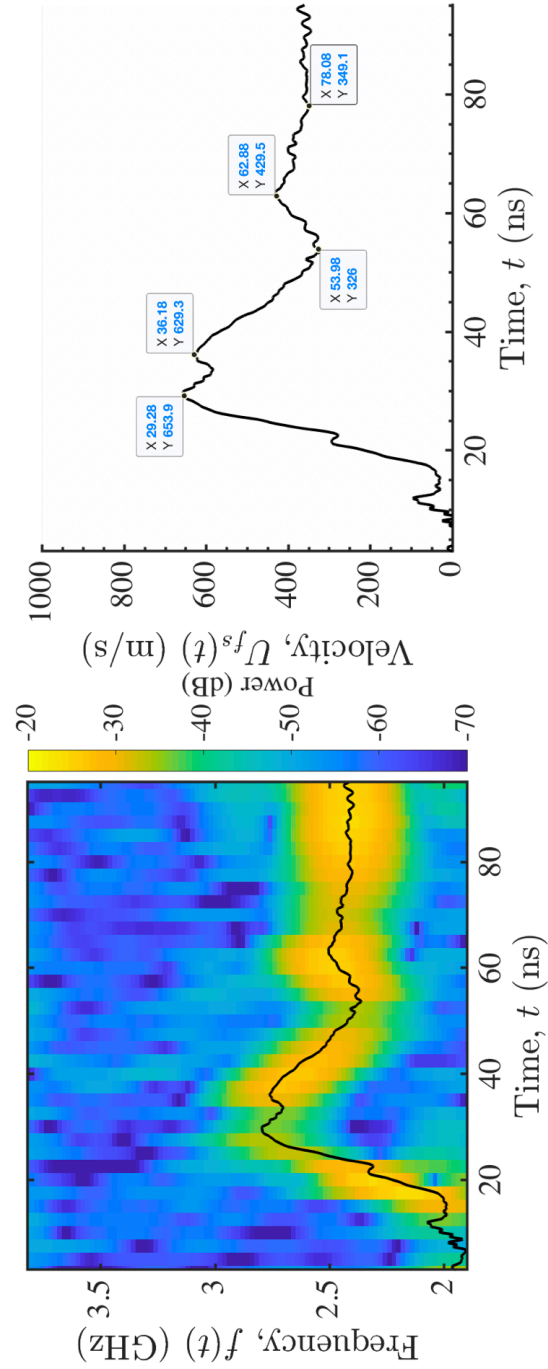 Frequency, f(t) (GHz)
3.5
3
2.5
2
20
40
60
80
Time, t (ns)
-20
-30
-40
-50
-60
-70
Power (dB)
Velocity, U_fs(t) (m/s)
1000
800
600
400
200
0
20
40
60
80
Time, t (ns)
X 29.28
Y 653.9
X 36.18
Y 629.3
X 53.98
Y 326
X 62.88
Y 429.5
X 78.08
Y 349.1